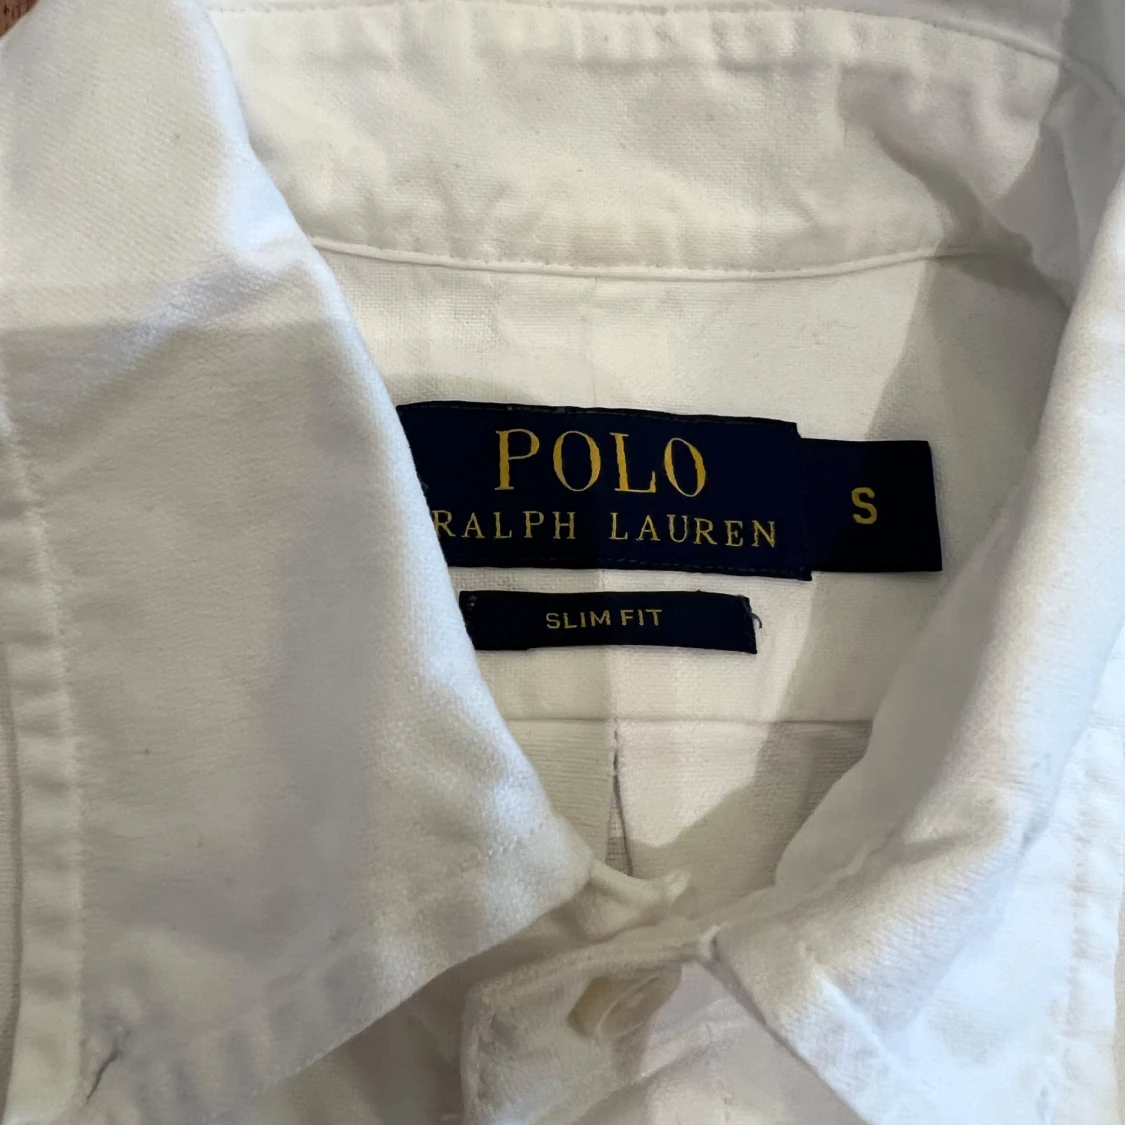 POLO
RALPH LAUREN
S
SLIM FIT